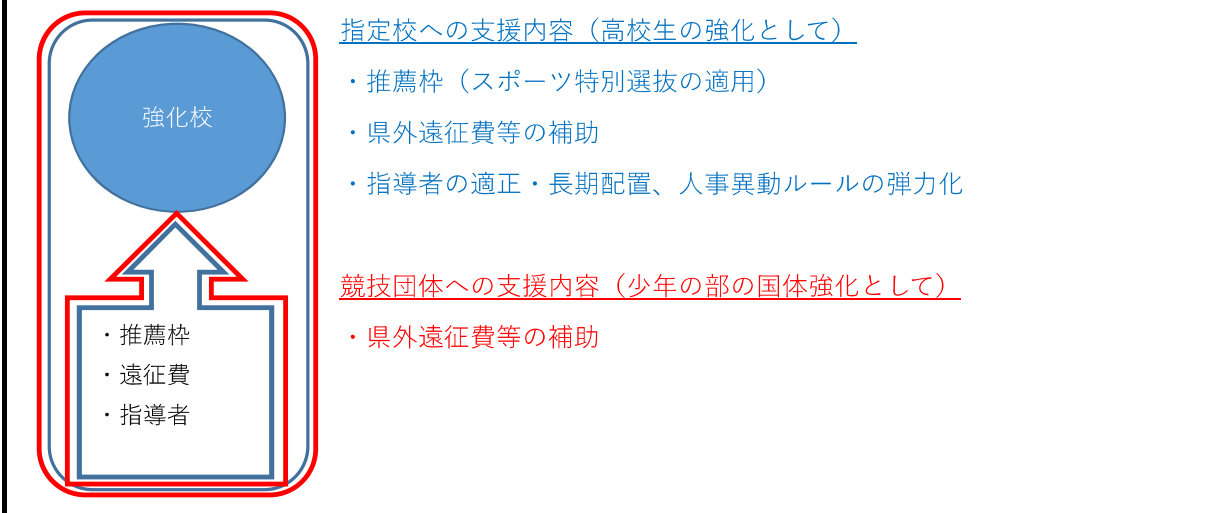 強化校
・推薦枠
・遠征費
・指導者
指定校への支援内容（高校生の強化として）
・推薦枠（スポーツ特別選抜の適用）
・県外遠征費等の補助
・指導者の適正・長期配置、人事異動ルールの弾力化
競技団体への支援内容（少年の部の国体強化として）
・県外遠征費等の補助